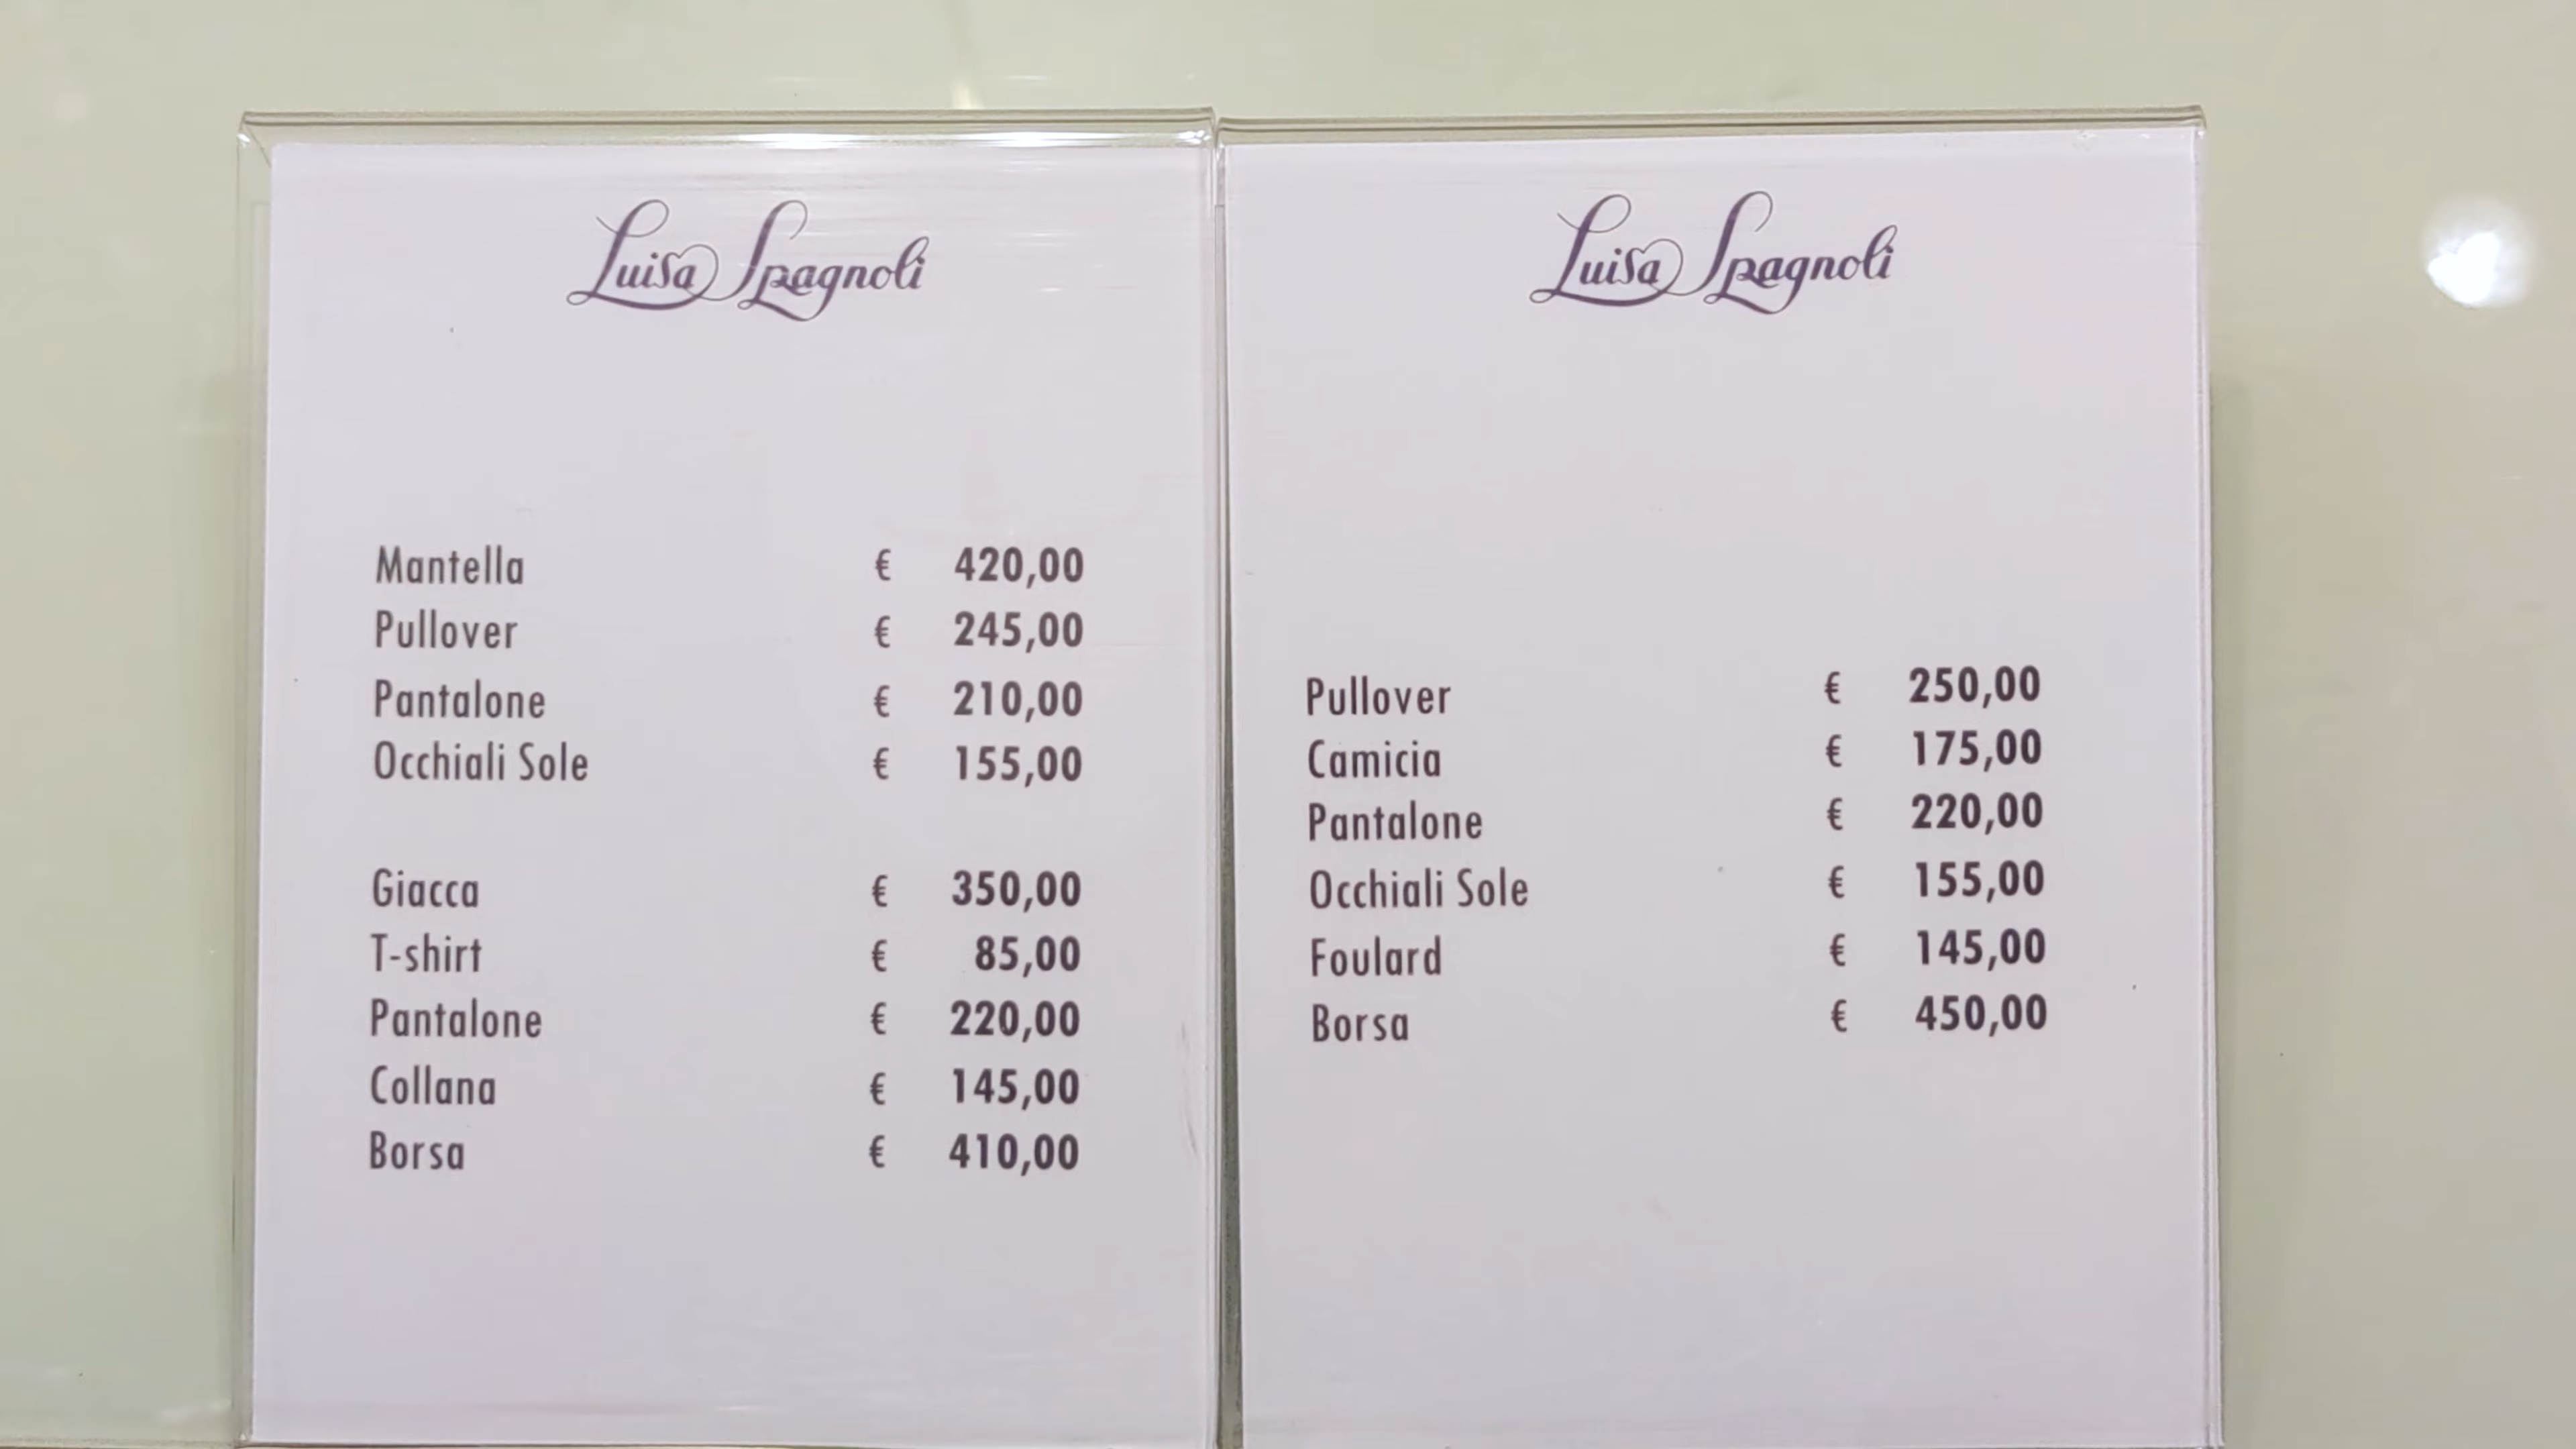 Luisa Spagnoli
Mantella € 420,00
Pullover € 245,00
Pantalone € 210,00
Occhiali Sole € 155,00
Giacca € 350,00
T-shirt € 85,00
Pantalone € 220,00
Collana € 145,00
Borsa € 410,00
Luisa Spagnoli
Pullover € 250,00
Camicia € 175,00
Pantalone € 220,00
Occhiali Sole € 155,00
Foulard € 145,00
Borsa € 450,00